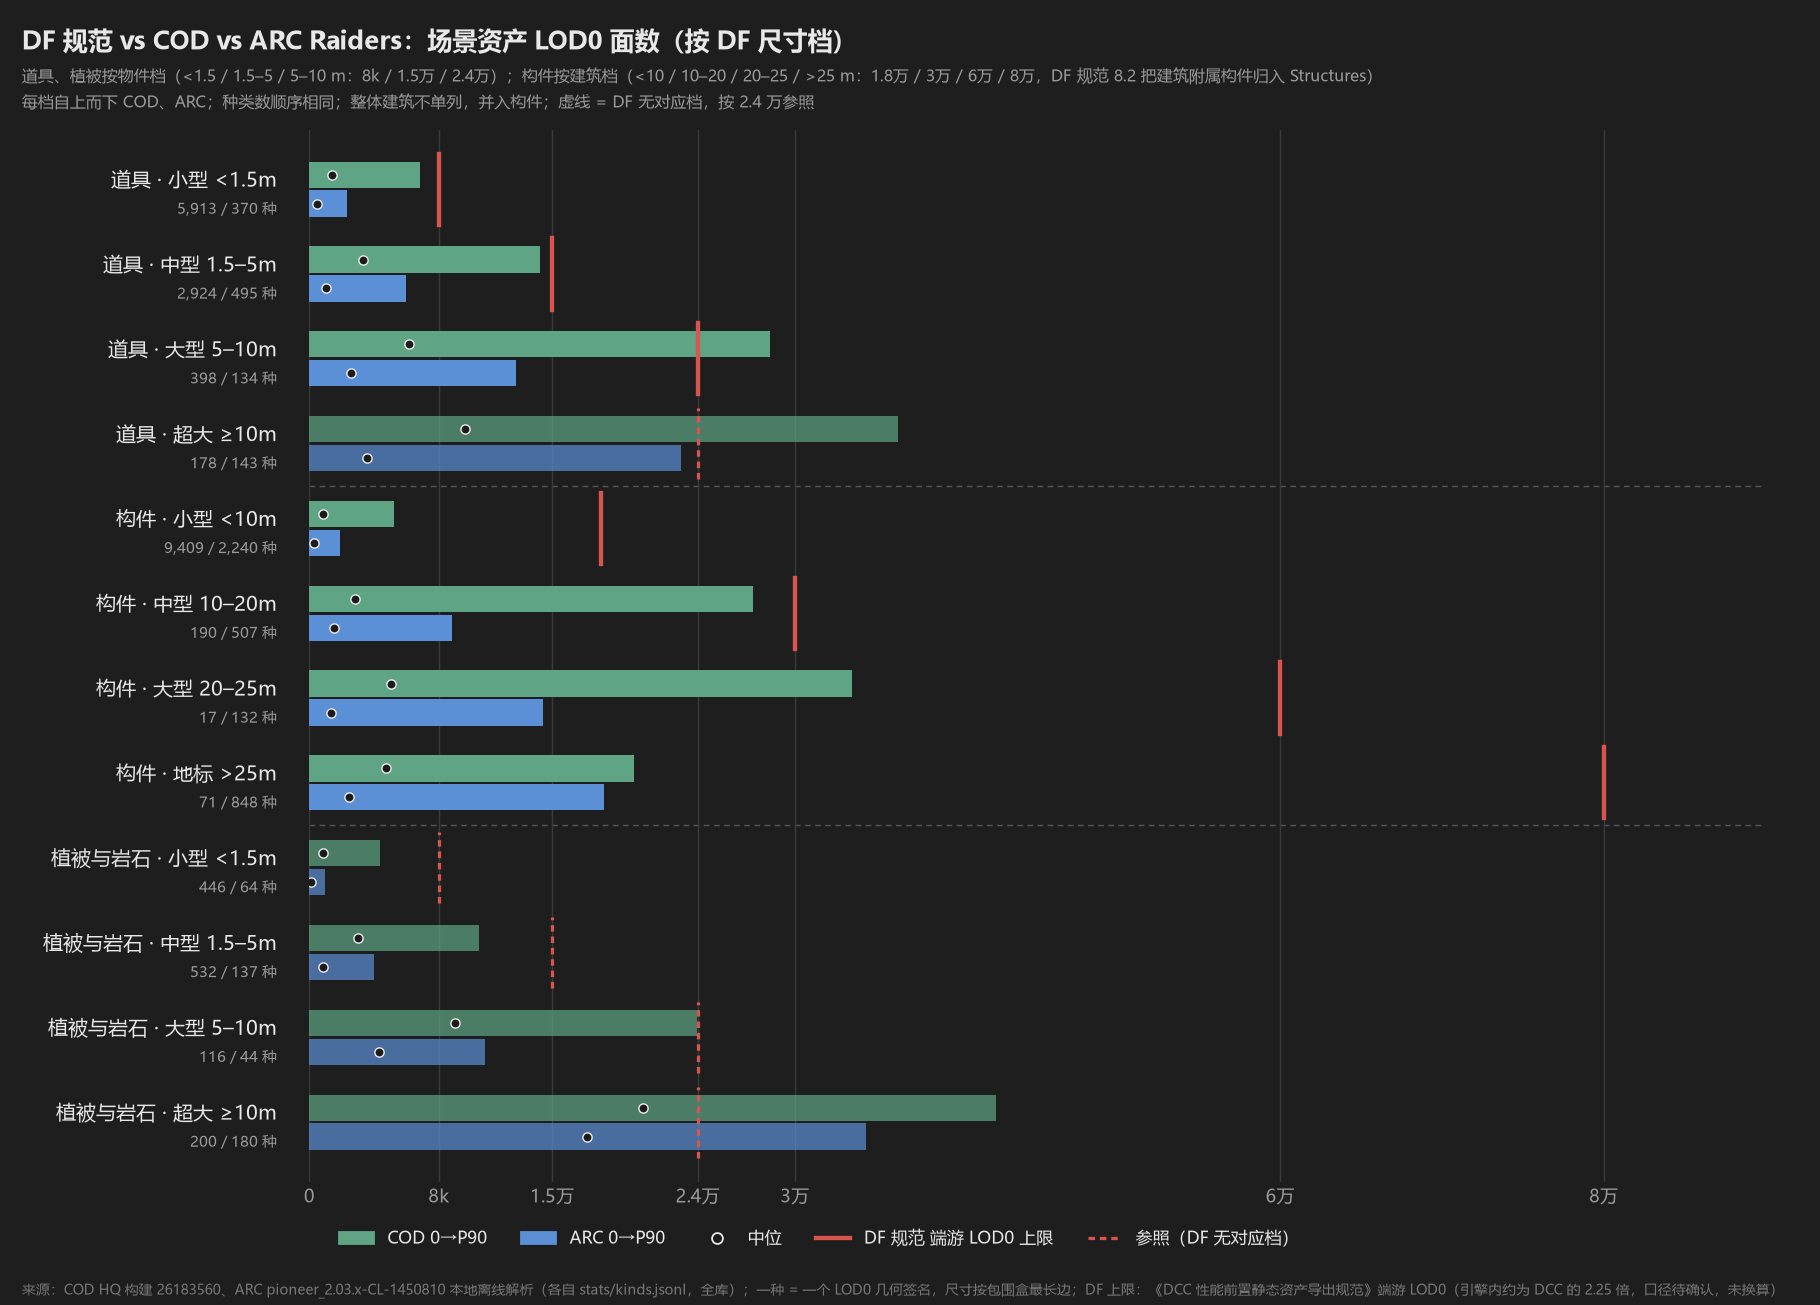 DF 规范 vs COD vs ARC Raiders：场景资产 LOD0 面数（按 DF 尺寸档）
道具、植被按物件档（<1.5 / 1.5–5 / 5–10 m：8k / 1.5万 / 2.4万）；构件按建筑档（<10 / 10–20 / 20–25 / >25 m：1.8万 / 3万 / 6万 / 8万，DF 规范 8.2 把建筑附属构件归入 Structures）
每档自上而下 COD、ARC；种类数顺序相同；整体建筑不单列，并入构件；虚线 = DF 无对应档，按 2.4 万参照
道具 · 小型 <1.5m
5,913 / 370 种
道具 · 中型 1.5–5m
2,924 / 495 种
道具 · 大型 5–10m
398 / 134 种
道具 · 超大 ≥10m
178 / 143 种
构件 · 小型 <10m
9,409 / 2,240 种
构件 · 中型 10–20m
190 / 507 种
构件 · 大型 20–25m
17 / 132 种
构件 · 地标 >25m
71 / 848 种
植被与岩石 · 小型 <1.5m
446 / 64 种
植被与岩石 · 中型 1.5–5m
532 / 137 种
植被与岩石 · 大型 5–10m
116 / 44 种
植被与岩石 · 超大 ≥10m
200 / 180 种
0 8k 1.5万 2.4万 3万 6万 8万
COD 0→P90 ARC 0→P90 中位 DF 规范 端游 LOD0 上限 参照（DF 无对应档）
来源：COD HQ 构建 26183560、ARC pioneer_2.03.x-CL-1450810 本地离线解析（各自 stats/kinds.jsonl，全库）；一种 = 一个 LOD0 几何签名，尺寸按包围盒最长边；DF 上限：《DCC 性能前置静态资产导出规范》端游 LOD0（引擎内约为 DCC 的 2.25 倍，口径待确认，未换算）